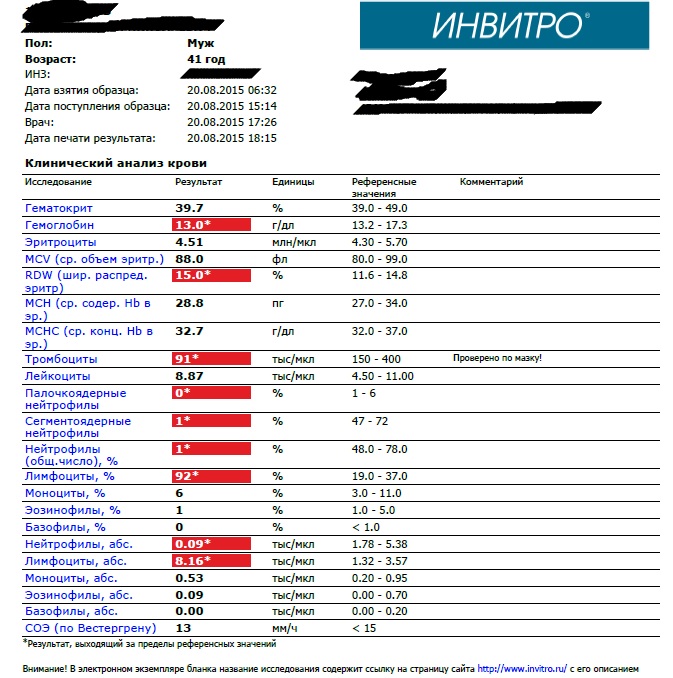 ИНВИТРО®
Пол: Муж
Возраст: 41 год
ИНЗ:
Дата взятия образца: 20.08.2015 06:32
Дата поступления образца: 20.08.2015 15:14
Врач: 20.08.2015 17:26
Дата печати результата: 20.08.2015 18:15
Клинический анализ крови
Исследование Результат Единицы Референсные Комментарий
значения
Гематокрит 39.7 % 39.0 - 49.0
Гемоглобин 13.0* г/дл 13.2 - 17.3
Эритроциты 4.51 млн/мкл 4.30 - 5.70
MCV (ср. объем эритр.) 88.0 фл 80.0 - 99.0
RDW (шир. распред. 15.0* % 11.6 - 14.8
эритр)
MCH (ср. содер. Hb в 28.8 пг 27.0 - 34.0
эр.)
МСНС (ср. конц. Hb в 32.7 г/дл 32.0 - 37.0
эр.)
Тромбоциты 91* тыс/мкл 150 - 400 Проверено по мазку!
Лейкоциты 8.87 тыс/мкл 4.50 - 11.00
Палочкоядерные 0* % 1 - 6
нейтрофилы
Сегментоядерные 1* % 47 - 72
нейтрофилы
Нейтрофилы 1* % 48.0 - 78.0
(общ.число), %
Лимфоциты, % 92* % 19.0 - 37.0
Моноциты, % 6 % 3.0 - 11.0
Эозинофилы, % 1 % 1.0 - 5.0
Базофилы, % 0 % < 1.0
Нейтрофилы, абс. 0.09* тыс/мкл 1.78 - 5.38
Лимфоциты, абс. 8.16* тыс/мкл 1.32 - 3.57
Моноциты, абс. 0.53 тыс/мкл 0.20 - 0.95
Эозинофилы, абс. 0.09 тыс/мкл 0.00 - 0.70
Базофилы, абс. 0.00 тыс/мкл 0.00 - 0.20
СОЭ (по Вестергрену) 13 мм/ч < 15
*Результат, выходящий за пределы референсных значений
Внимание! В электронном экземпляре бланка название исследования содержит ссылку на страницу сайта http://www.invitro.ru/ с его описанием